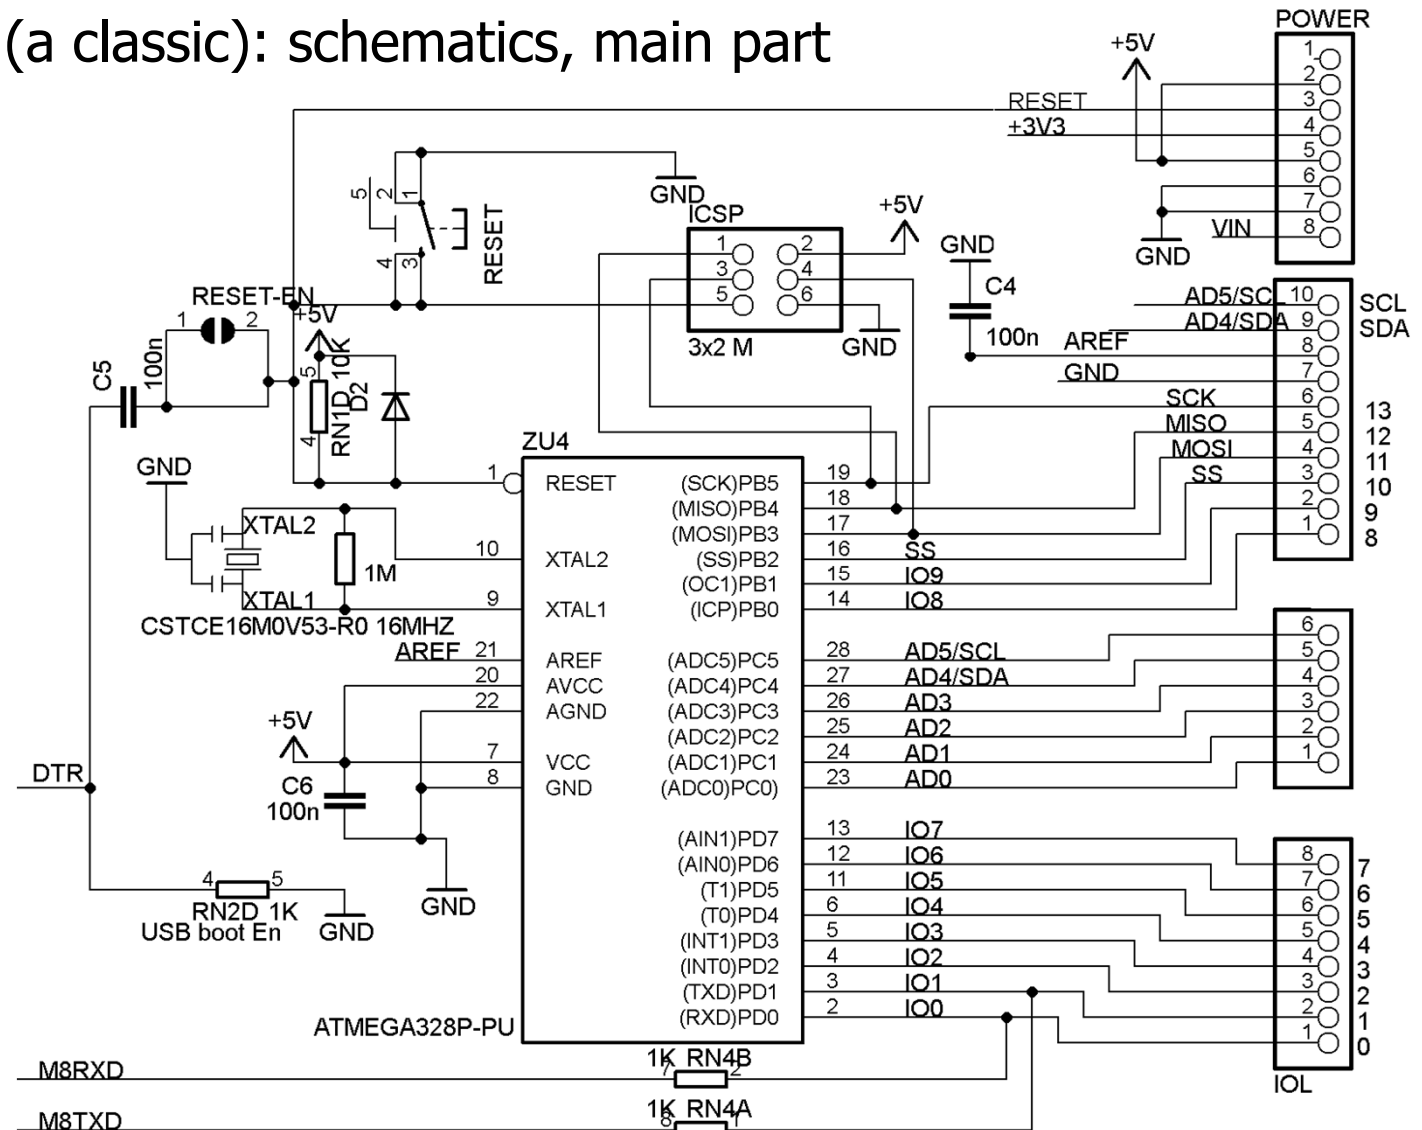 (a classic): schematics, main part
POWER
+5V
1
2
RESET 3
+3V3 4
5
6
7
VIN 8
GND
5 2 1
4 3
RESET
GND
ICSP
+5V
1 2
3 4
5 6
3x2 M
GND
GND
C4
100n
AD5/SCL 10 SCL
AD4/SDA 9 SDA
AREF 8
GND 7
SCK 6 13
MISO 5 12
MOSI 4 11
SS 3 10
2 9
1 8
RESET-EN
1 2
+5V
C5
100n
5
4
RN1D 10K
D2
GND
XTAL2
XTAL1
1M
CSTCE16M0V53-R0 16MHZ
ZU4
1 RESET (SCK)PB5 19
(MISO)PB4 18
(MOSI)PB3 17
10 XTAL2 (SS)PB2 16 SS
(OC1)PB1 15 IO9
9 XTAL1 (ICP)PB0 14 IO8
AREF 21 AREF (ADC5)PC5 28 AD5/SCL
20 AVCC (ADC4)PC4 27 AD4/SDA
22 AGND (ADC3)PC3 26 AD3
(ADC2)PC2 25 AD2
7 VCC (ADC1)PC1 24 AD1
8 GND (ADC0)PC0) 23 AD0
6
5
4
3
2
1
+5V
C6
100n
GND
DTR
4 5
RN2D 1K
USB boot En
GND
(AIN1)PD7 13 IO7
(AIN0)PD6 12 IO6
(T1)PD5 11 IO5
(T0)PD4 6 IO4
(INT1)PD3 5 IO3
(INT0)PD2 4 IO2
(TXD)PD1 3 IO1
(RXD)PD0 2 IO0
8 7
7 6
6 5
5 4
4 3
3 2
2 1
1 0
IOL
ATMEGA328P-PU
1K RN4B
M8RXD 7 2
1K RN4A
M8TXD 8 1